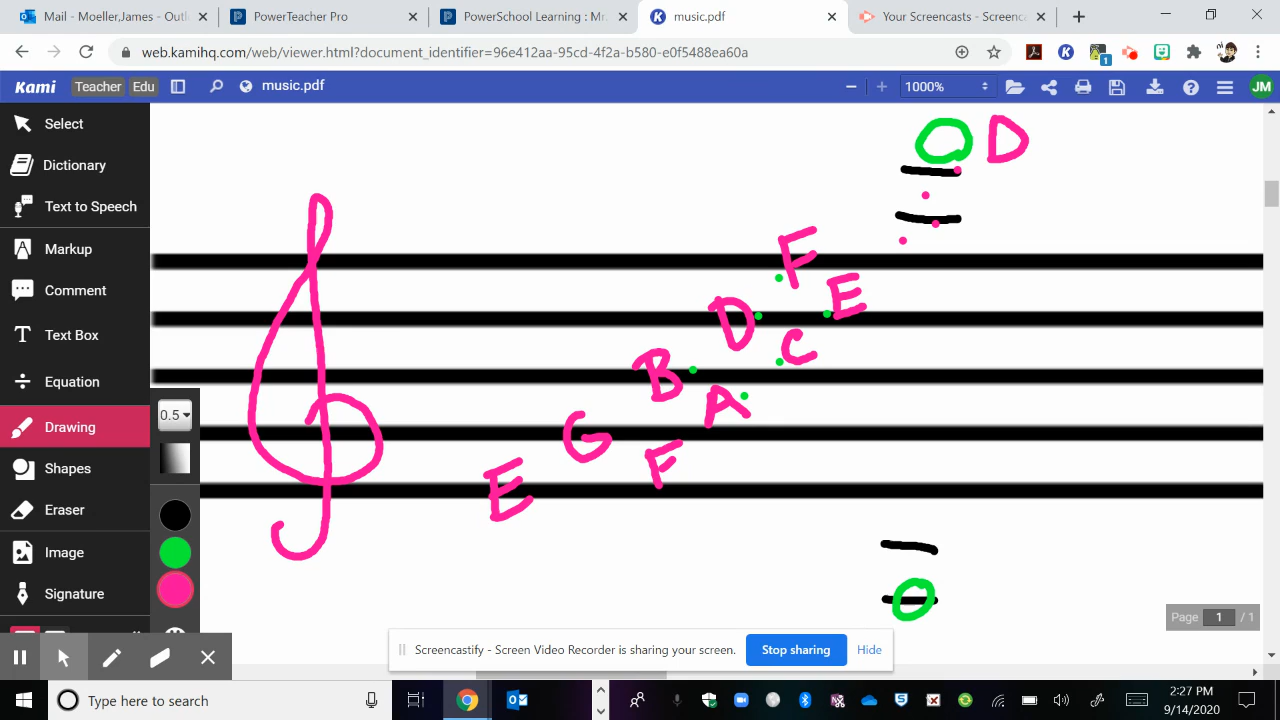 Mail - Moeller,James - Outl
PowerTeacher Pro
PowerSchool Learning : Mr.
music.pdf
Your Screencasts - Screenca
web.kamihq.com/web/viewer.html?document_identifier=96e412aa-95cd-4f2a-b580-e0f5488ea60a
1
Kami Teacher Edu music.pdf 1000% JM
Select
Dictionary
Text to Speech
Markup
Comment
Text Box
Equation
0.5
Drawing
Shapes
Eraser
Image
Signature
D
F
E
D
C
B
A
G
F
E
Page 1 / 1
Screencastify - Screen Video Recorder is sharing your screen. Stop sharing Hide
Type here to search
2:27 PM
9/14/2020